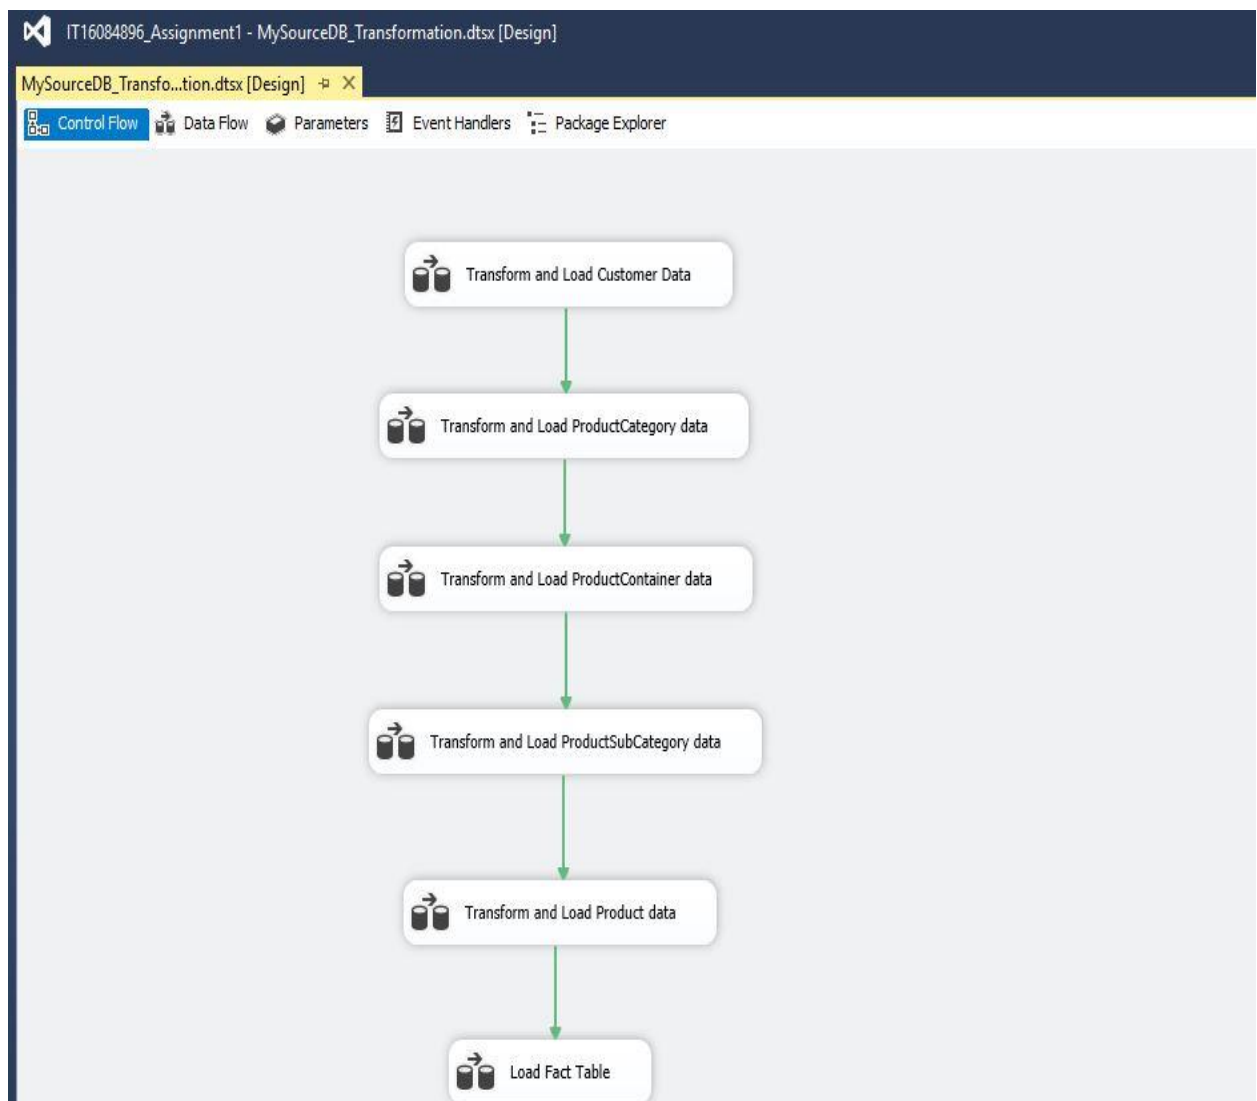 IT16084896_Assignment1 - MySourceDB_Transformation.dtsx [Design]
MySourceDB_Transfo...tion.dtsx [Design]
Control Flow Data Flow Parameters Event Handlers Package Explorer
Transform and Load Customer Data
Transform and Load ProductCategory data
Transform and Load ProductContainer data
Transform and Load ProductSubCategory data
Transform and Load Product data
Load Fact Table